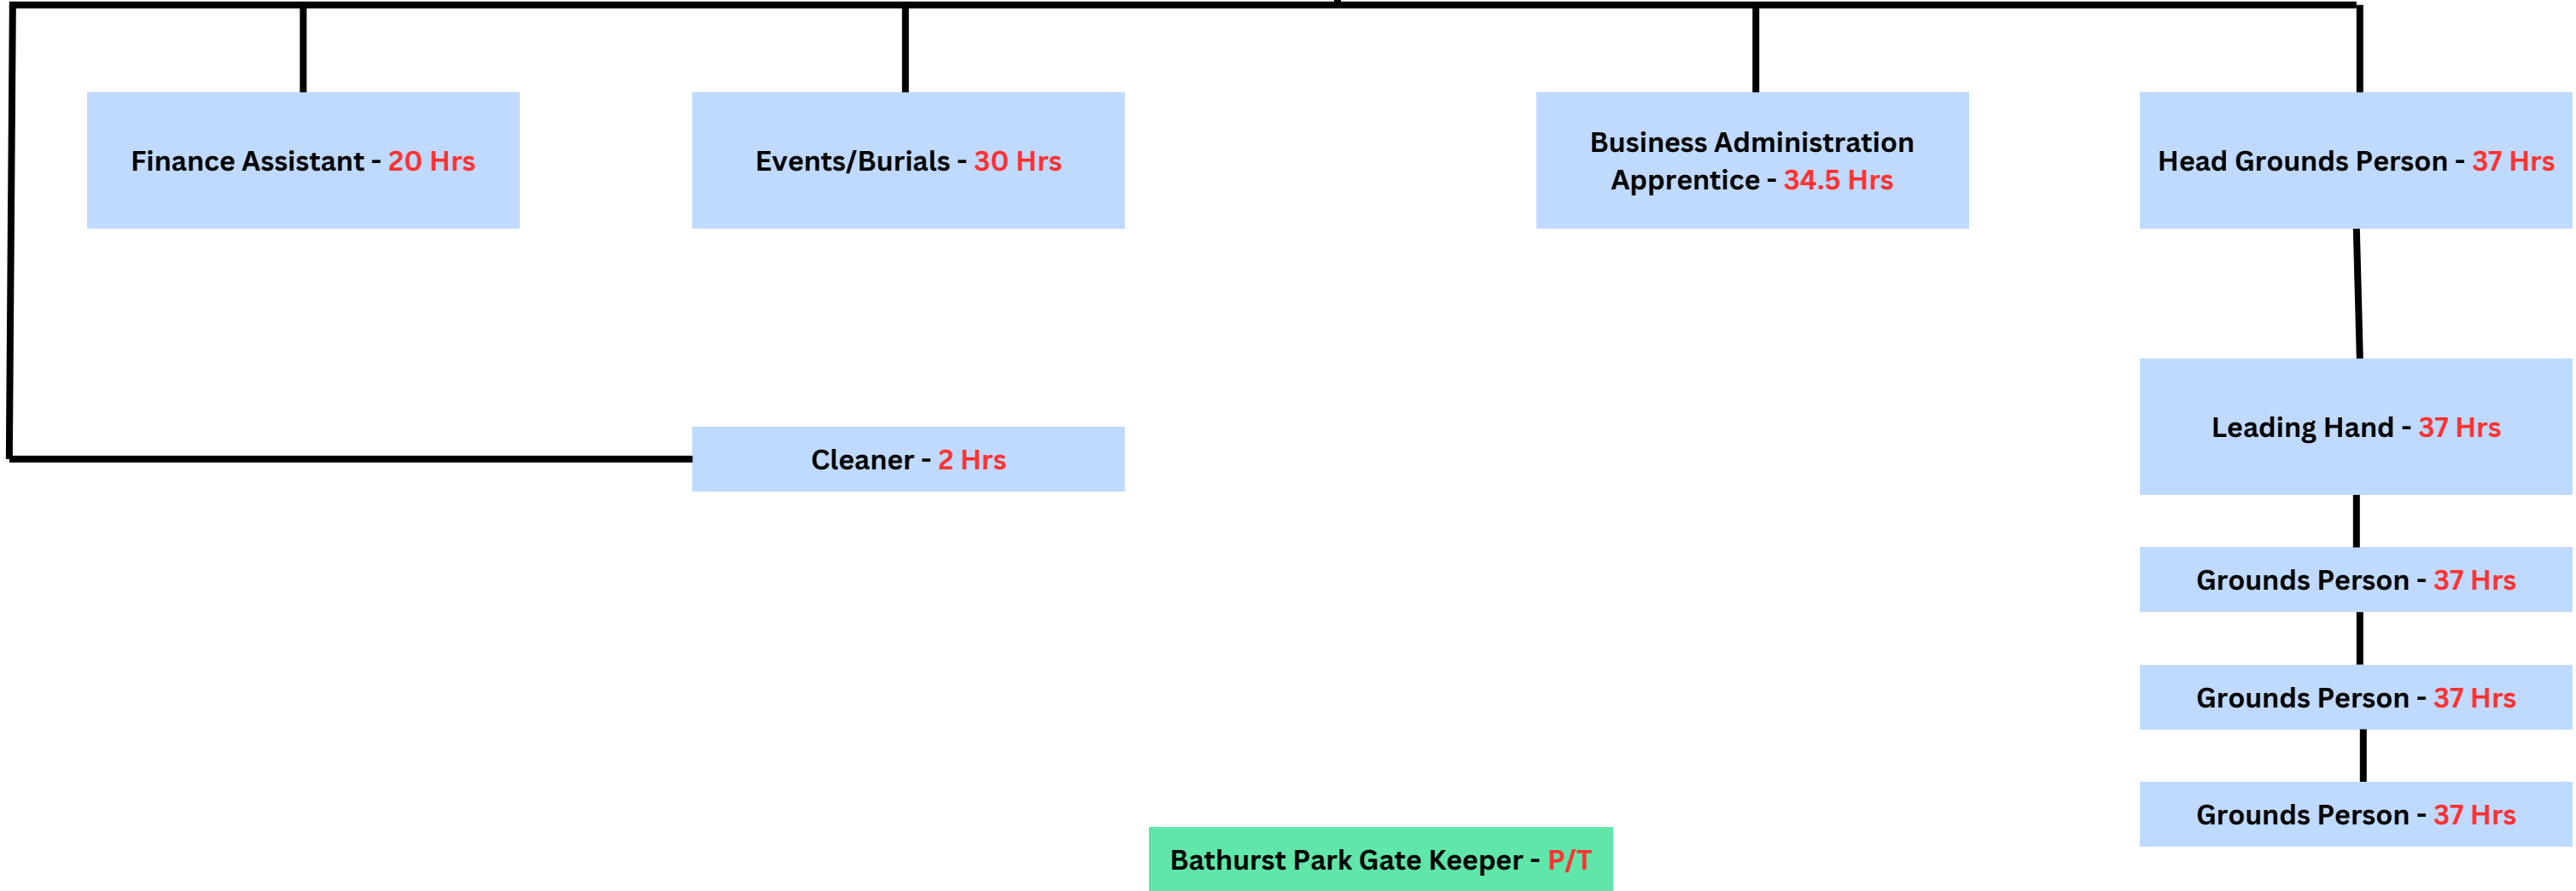 Finance Assistant - 20 Hrs
Events/Burials - 30 Hrs
Business Administration
Apprentice - 34.5 Hrs
Head Grounds Person - 37 Hrs
Leading Hand - 37 Hrs
Cleaner - 2 Hrs
Grounds Person - 37 Hrs
Grounds Person - 37 Hrs
Grounds Person - 37 Hrs
Bathurst Park Gate Keeper - P/T